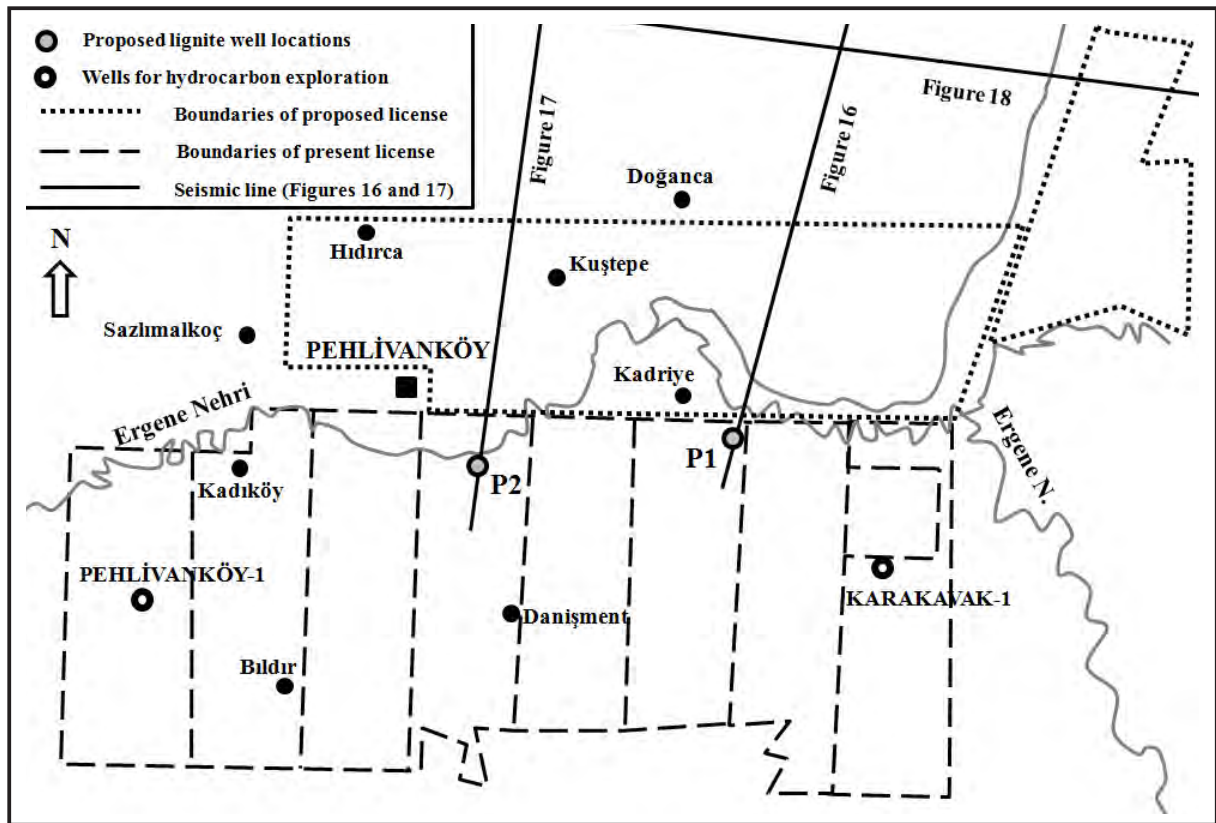 Proposed lignite well locations
Wells for hydrocarbon exploration
Boundaries of proposed license
Boundaries of present license
Seismic line (Figures 16 and 17)
Figure 17
Figure 16
Figure 18
Doğanca
N
Hıdırca
Kuştepe
Sazlımalkoç
PEHLİVANKÖY
Kadriye
Ergene Nehri
Ergene N.
P1
P2
Kadıköy
PEHLİVANKÖY-1
KARAKAVAK-1
Danişment
Bıldır